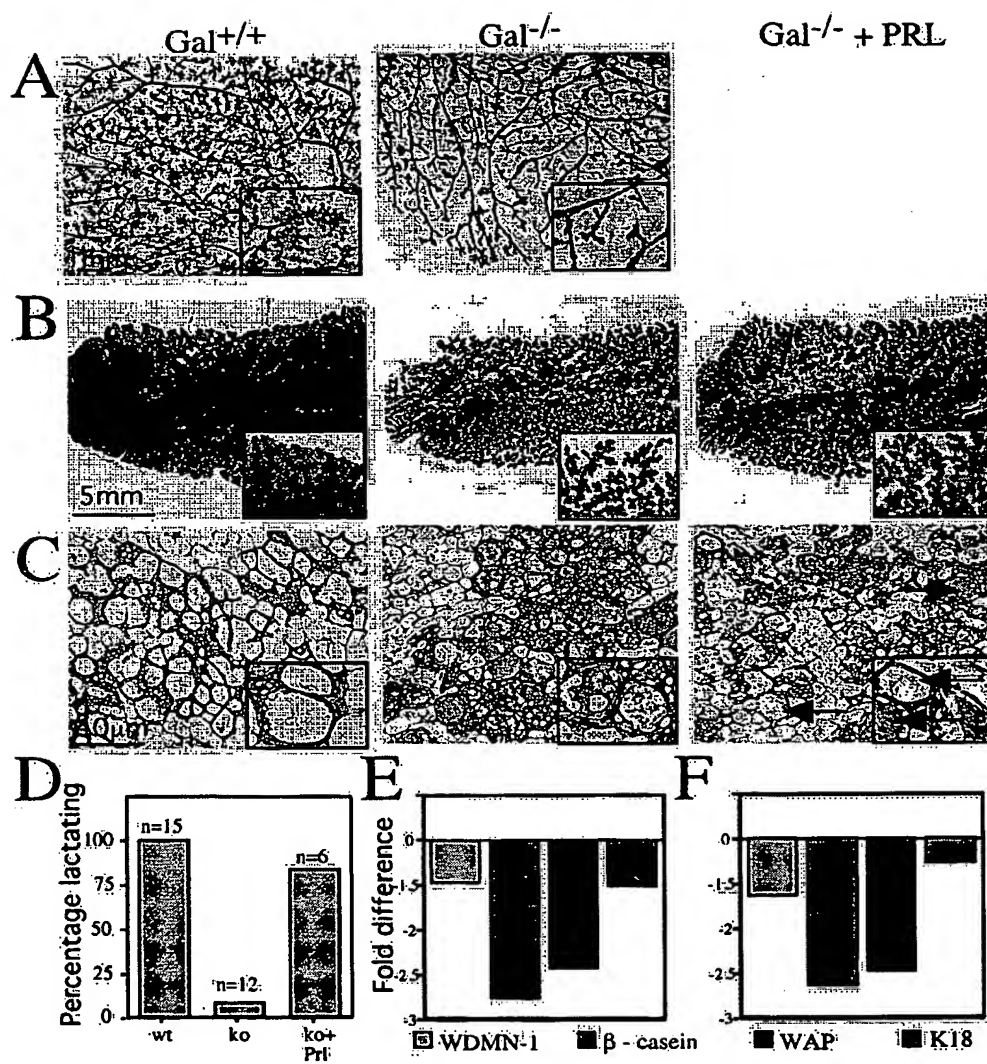 Gal+/+ Gal-/- Gal-/- + PRL
A
B
5mm
C
D
Percentage lactating
100
75
50
25
0
n=15
n=12
n=6
wt ko ko+ Prl
E
Fold difference
0
-1.5
-2.5
-3
WDMN-1 β - casein
F
0
-1.5
-2.5
-3
WAP K18